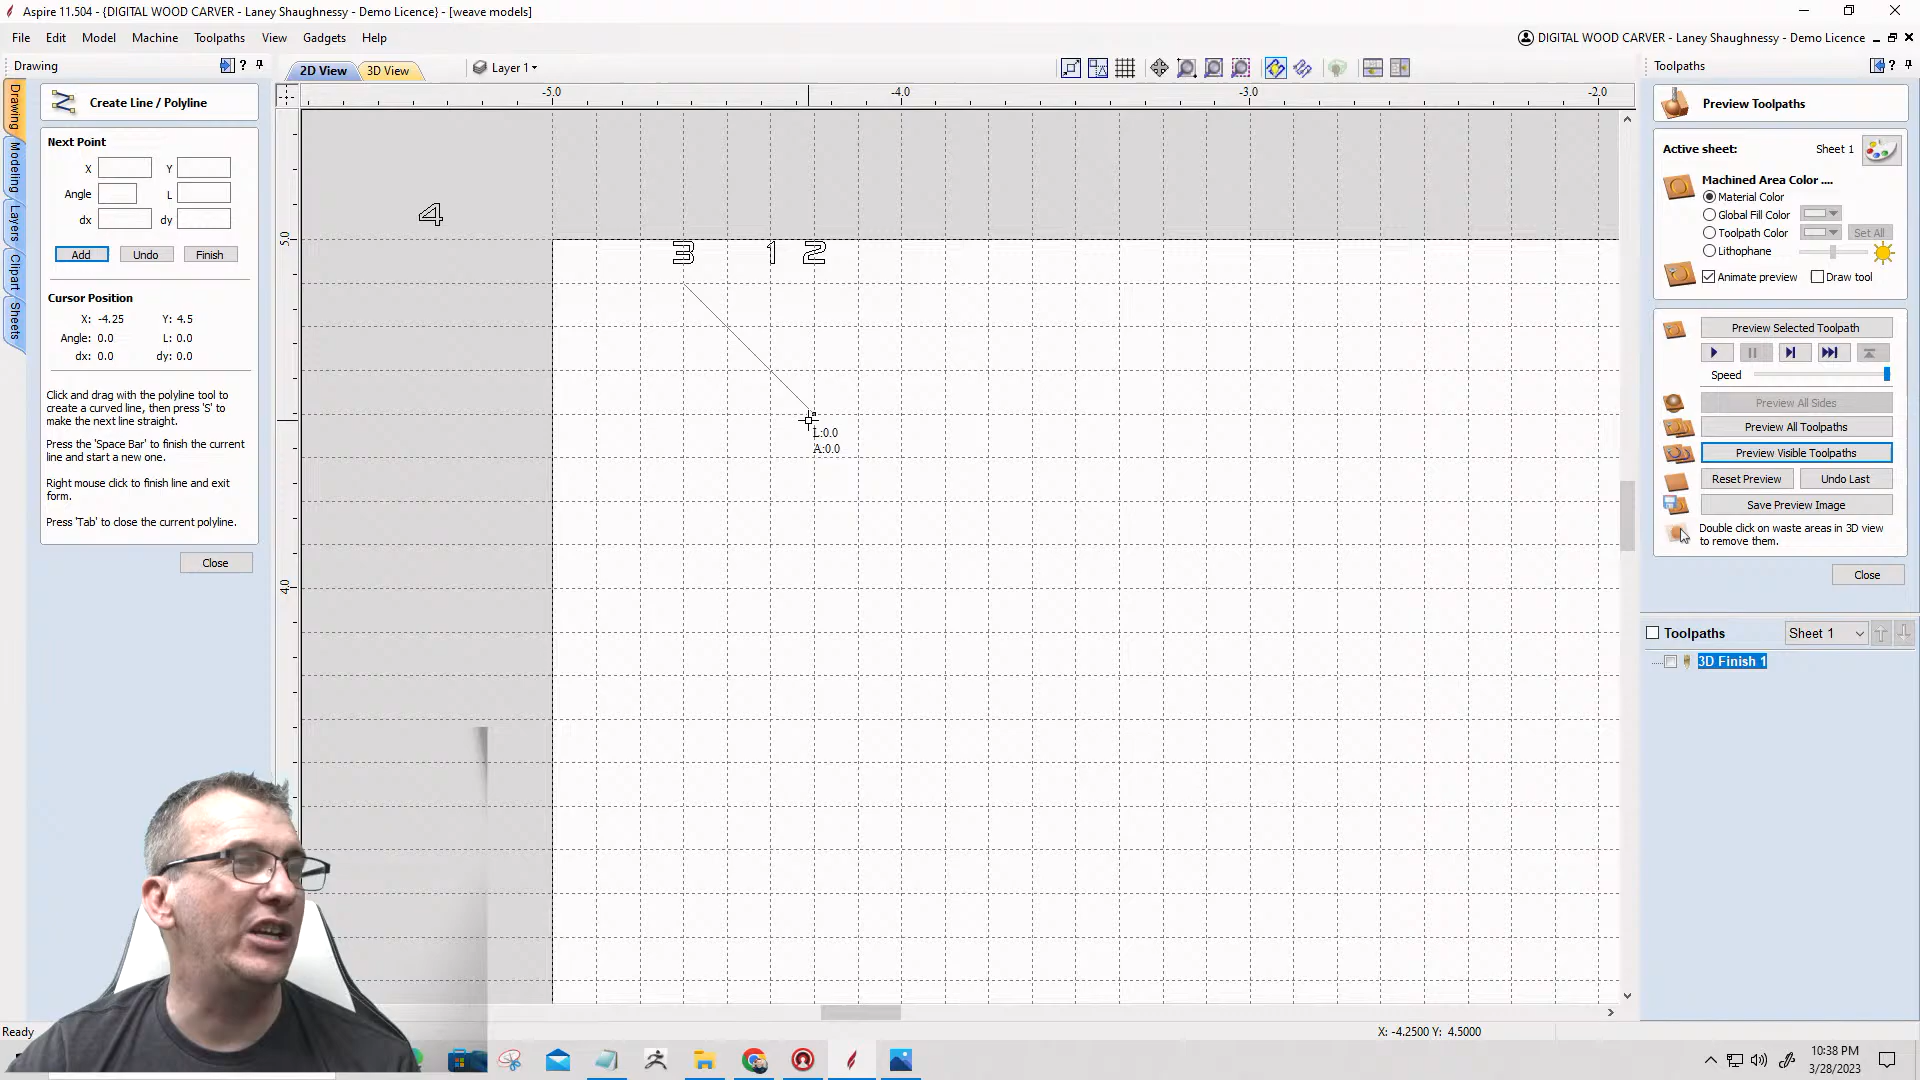 Aspire 11.504 - {DIGITAL WOOD CARVER - Laney Shaughnessy - Demo Licence} - [weave models]
File Edit Model Machine Toolpaths View Gadgets Help
DIGITAL WOOD CARVER - Laney Shaughnessy - Demo Licence
Drawing
2D View
3D View
Layer 1
Toolpaths
Drawing
Modeling
Layers
Clipart
Sheets
Create Line / Polyline
Next Point
X
Y
Angle
L
dx
dy
Add
Undo
Finish
Cursor Position
X: -4.25 Y: 4.5
Angle: 0.0 L: 0.0
dx: 0.0 dy: 0.0
Click and drag with the polyline tool to
create a curved line, then press 'S' to
make the next line straight.
Press the 'Space Bar' to finish the current
line and start a new one.
Right mouse click to finish line and exit
form.
Press 'Tab' to close the current polyline.
Close
-5.0
-4.0
-3.0
-2.0
5.0
4.0
4
3 1 2
L:0.0
A:0.0
Preview Toolpaths
Active sheet: Sheet 1
Machined Area Color ....
Material Color
Global Fill Color
Toolpath Color
Set All
Lithophane
Animate preview
Draw tool
Preview Selected Toolpath
Speed
Preview All Sides
Preview All Toolpaths
Preview Visible Toolpaths
Reset Preview
Undo Last
Save Preview Image
Double click on waste areas in 3D view
to remove them.
Close
Toolpaths
Sheet 1
3D Finish 1
Ready
X: -4.2500 Y: 4.5000
10:38 PM
3/28/2023